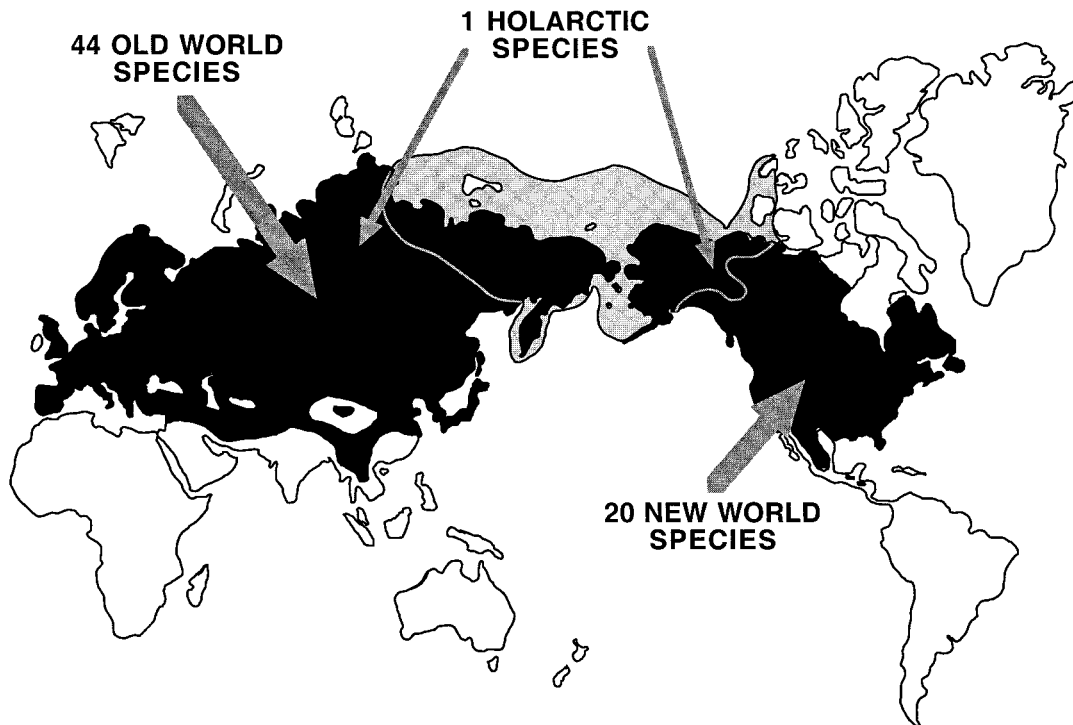 44 OLD WORLD
SPECIES
1 HOLARCTIC
SPECIES
20 NEW WORLD
SPECIES